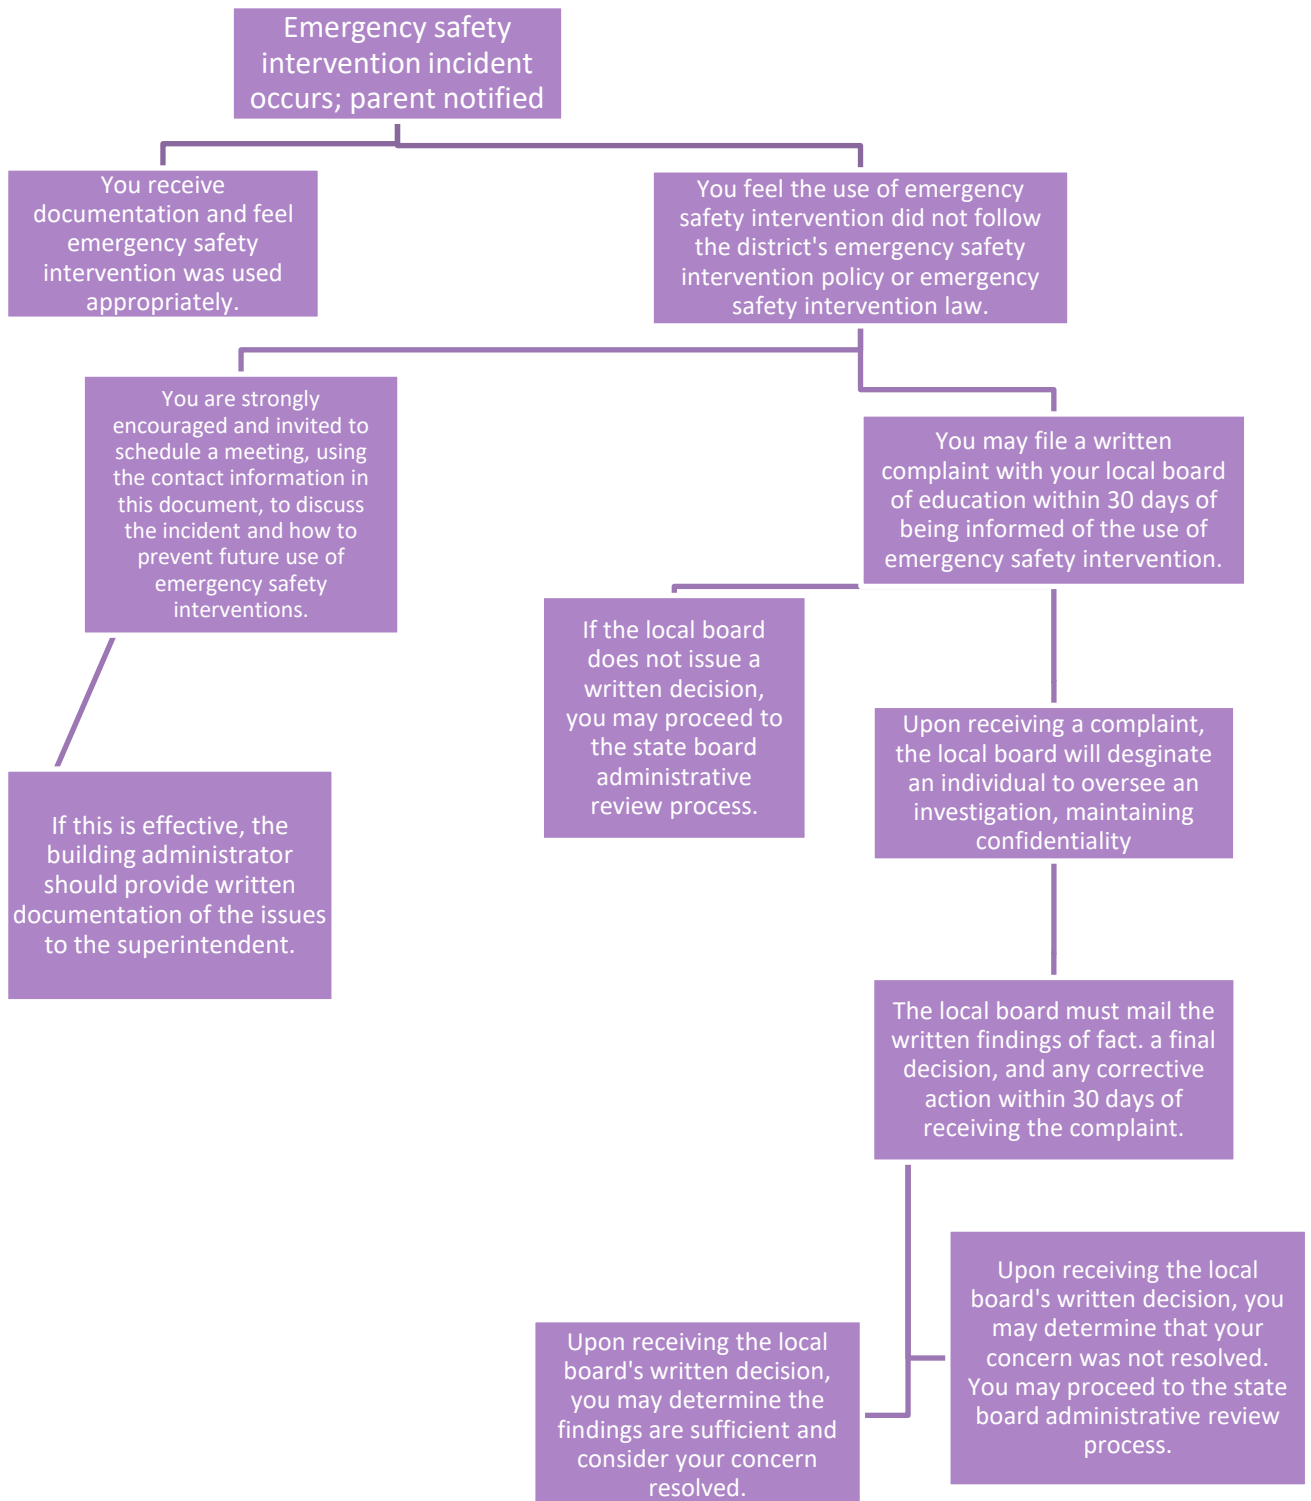 Emergency safety
intervention incident
occurs; parent notified
You receive
documentation and feel
emergency safety
intervention was used
appropriately.
You feel the use of emergency
safety intervention did not follow
the district's emergency safety
intervention policy or emergency
safety intervention law.
You are strongly
encouraged and invited to
schedule a meeting, using
the contact information in
this document, to discuss
the incident and how to
prevent future use of
emergency safety
interventions.
You may file a written
complaint with your local board
of education within 30 days of
being informed of the use of
emergency safety intervention.
If the local board
does not issue a
written decision,
you may proceed to
the state board
administrative
review process.
Upon receiving a complaint,
the local board will desginate
an individual to oversee an
investigation, maintaining
confidentiality
If this is effective, the
building administrator
should provide written
documentation of the issues
to the superintendent.
The local board must mail the
written findings of fact. a final
decision, and any corrective
action within 30 days of
receiving the complaint.
Upon receiving the local
board's written decision,
you may determine the
findings are sufficient and
consider your concern
resolved.
Upon receiving the local
board's written decision, you
may determine that your
concern was not resolved.
You may proceed to the state
board administrative review
process.